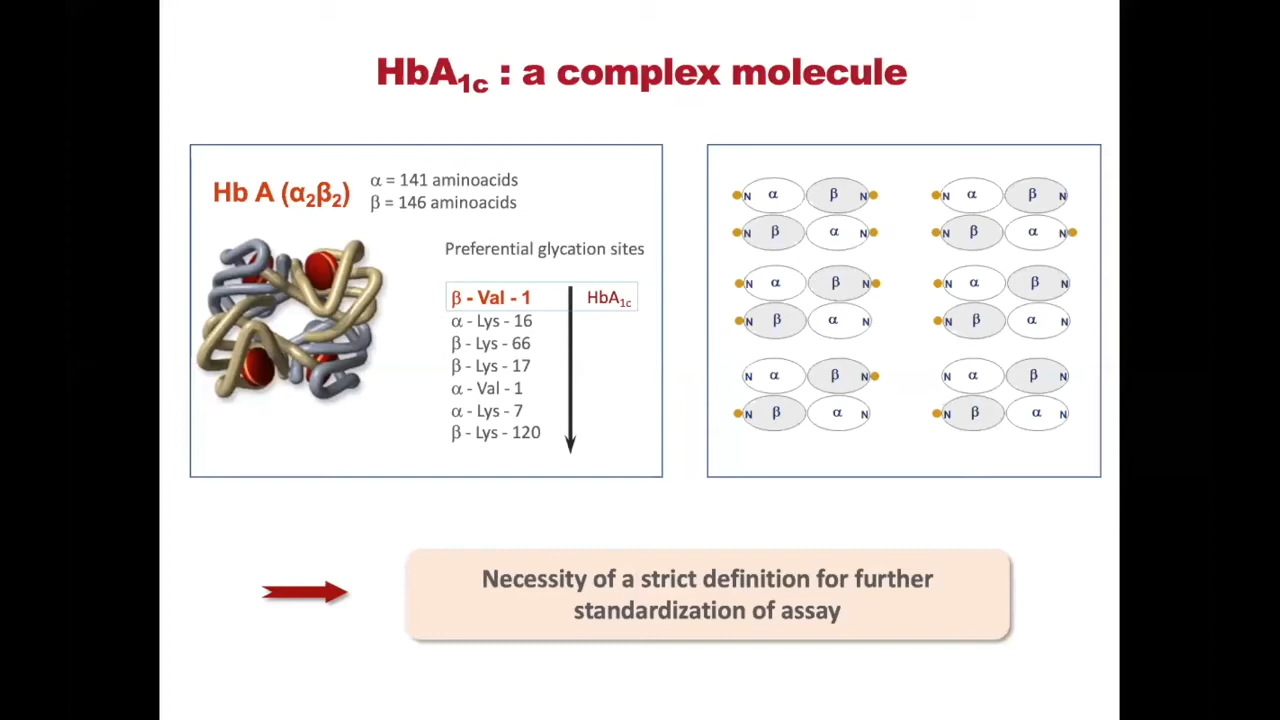 HbA1c : a complex molecule
Hb A (α2β2)
α = 141 aminoacids
β = 146 aminoacids
Preferential glycation sites
β - Val - 1 HbA1c
α - Lys - 16
β - Lys - 66
β - Lys - 17
α - Val - 1
α - Lys - 7
β - Lys - 120
N α β N N α β N
N β α N N β α N
N α β N N α β N
N β α N N β α N
N α β N N α β N
N β α N N β α N
Necessity of a strict definition for further
standardization of assay